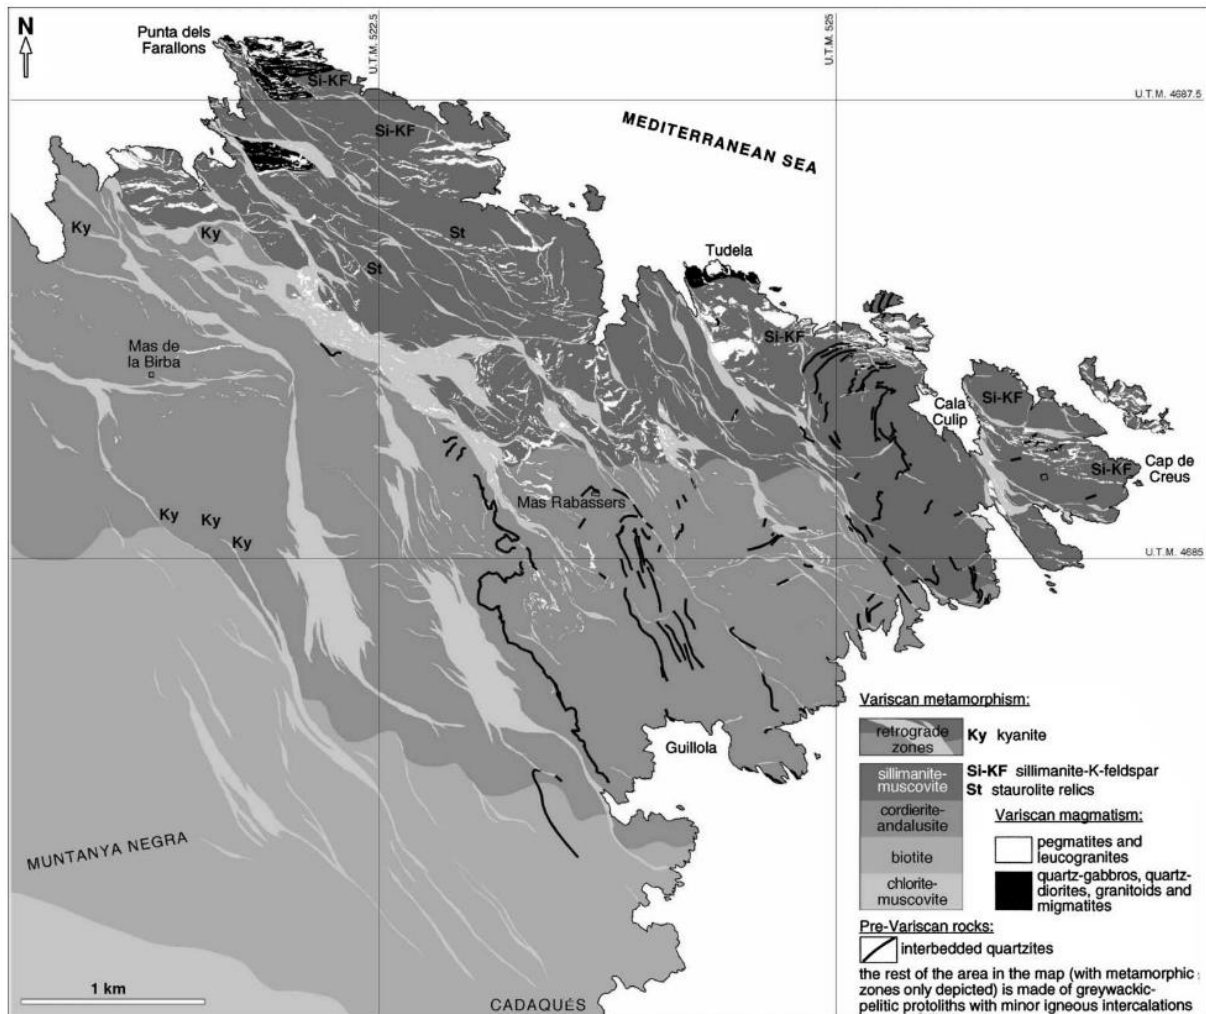 N
Punta dels
Farallons
U.T.M. 522.5
U.T.M. 525
U.T.M. 4687.5
Si-KF
Si-KF
MEDITERRANEAN SEA
Ky
Ky
St
St
Tudela
Si-KF
Mas de
la Birba
Cala
Culip
Si-KF
Si-KF
Cap de
Creus
Mas Rabassers
Ky
Ky
Ky
U.T.M. 4685
Guillola
MUNTANYA NEGRA
1 km
CADAQUÉS
Variscan metamorphism:
retrograde
zones
Ky kyanite
sillimanite-
muscovite
Si-KF sillimanite-K-feldspar
St staurolite relics
cordierite-
andalusite
biotite
chlorite-
muscovite
Variscan magmatism:
pegmatites and
leucogranites
quartz-gabbros, quartz-
diorites, granitoids and
migmatites
Pre-Variscan rocks:
interbedded quartzites
the rest of the area in the map (with metamorphic
zones only depicted) is made of greywackic-
pelitic protoliths with minor igneous intercalations